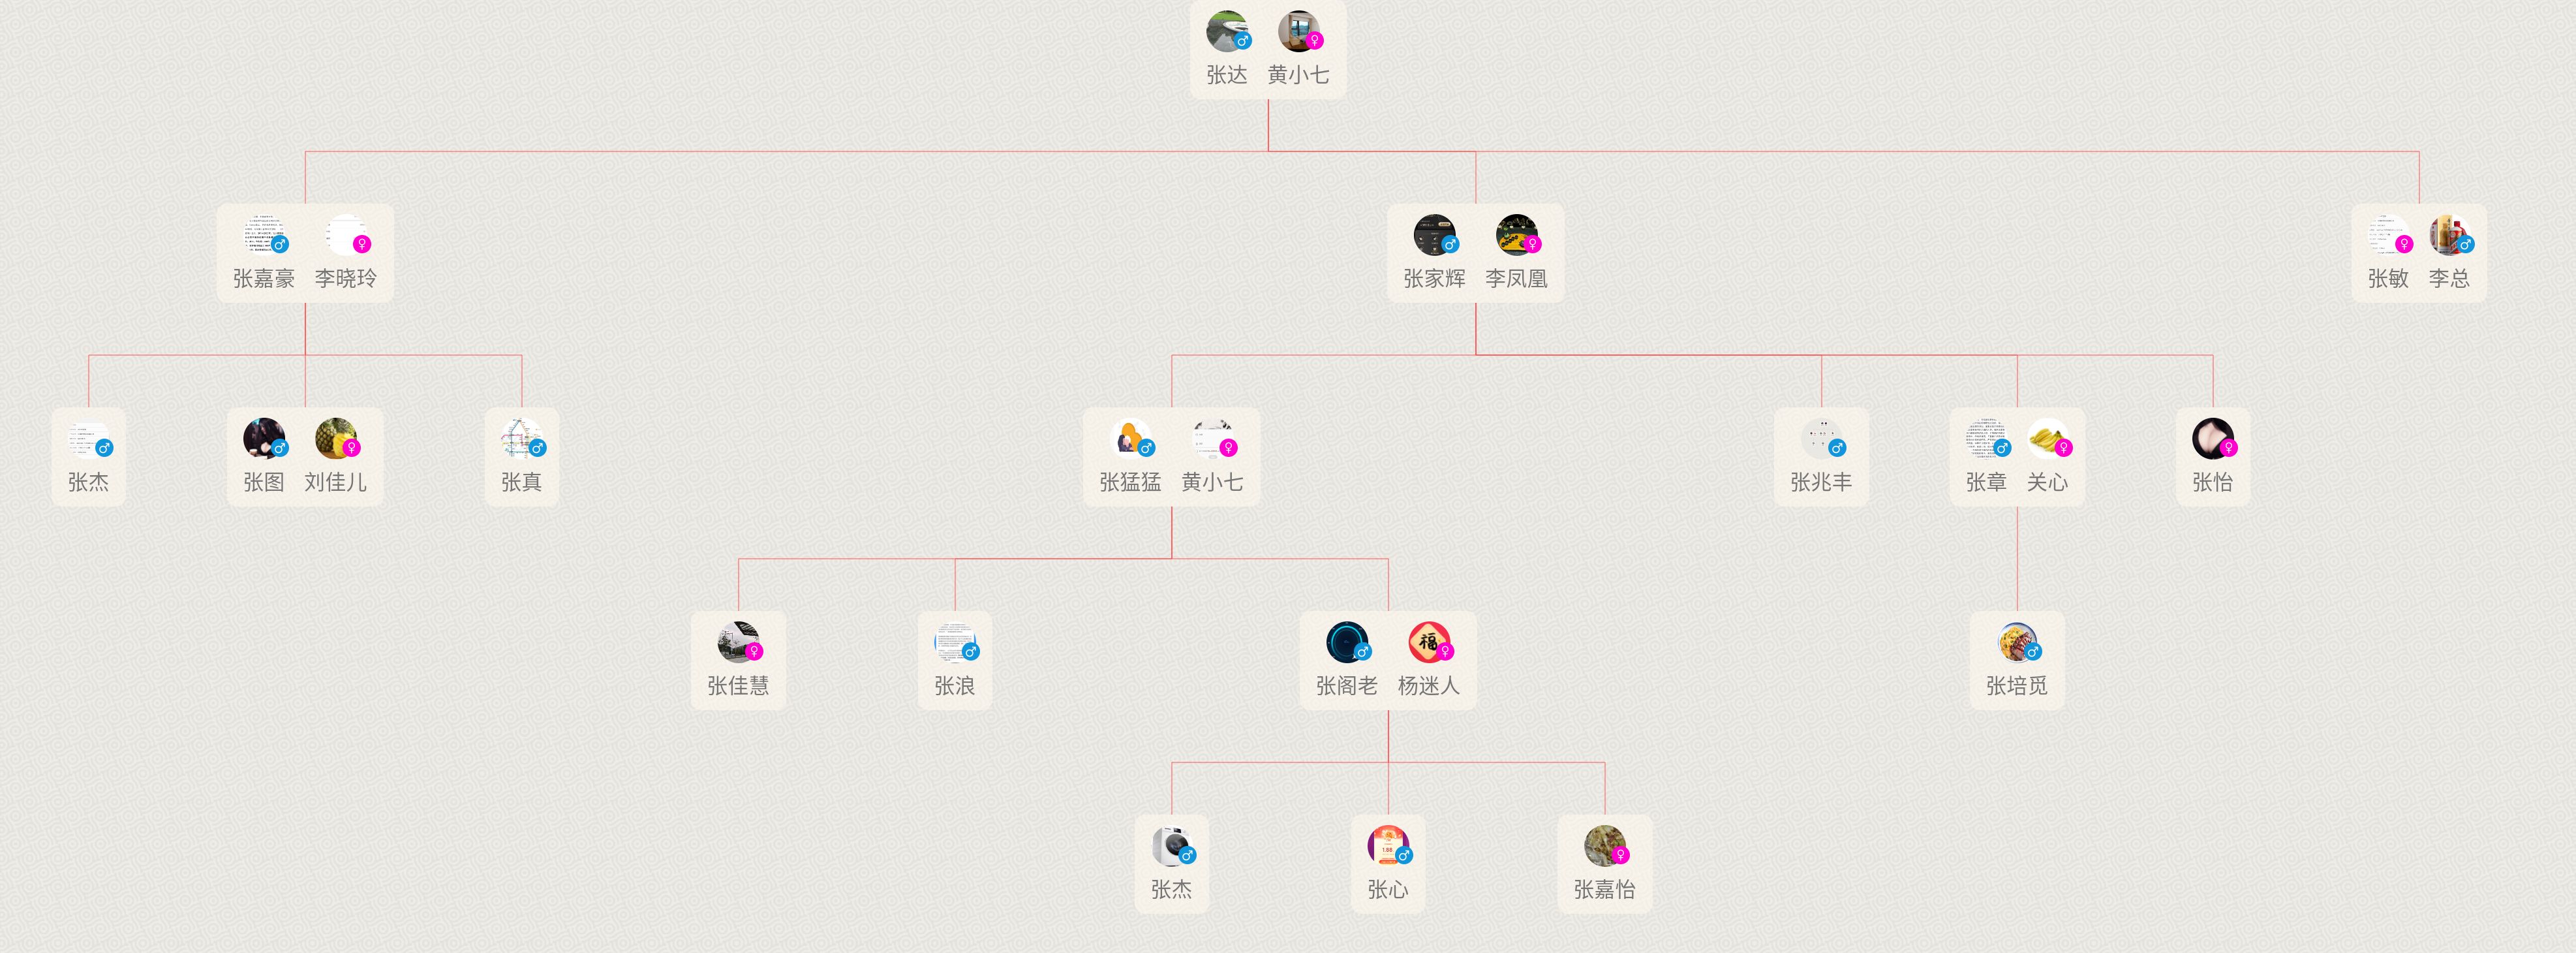 张达 黄小七
张嘉豪 李晓玲
张家辉 李凤凰
张敏 李总
张杰
张图 刘佳儿
张真
张猛猛 黄小七
张兆丰
张章 关心
张怡
张佳慧
张浪
张阁老 杨迷人
福
张培觅
张杰
1.88
张心
张嘉怡